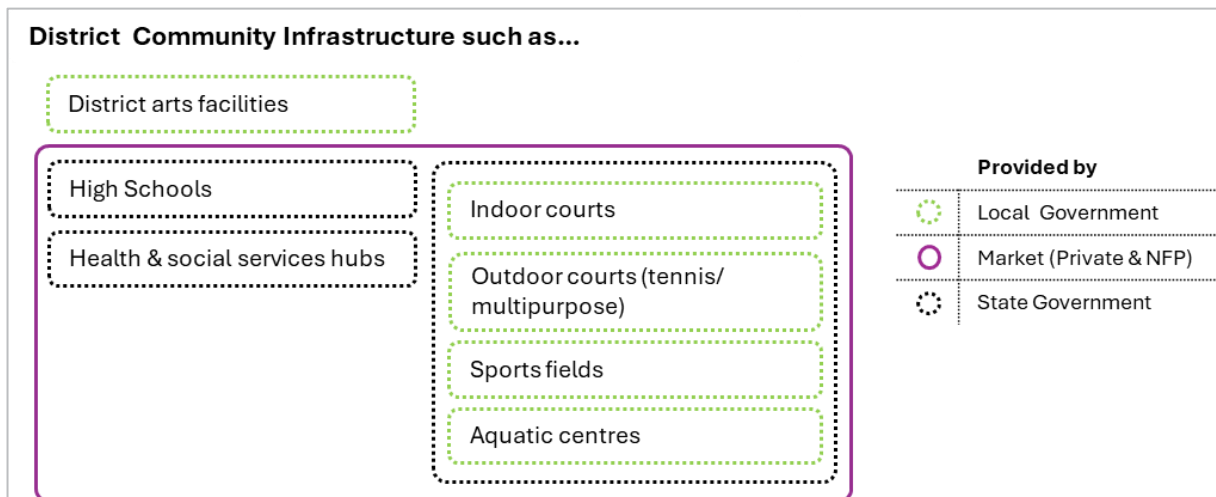 District Community Infrastructure such as...
District arts facilities
High Schools
Health & social services hubs
Indoor courts
Outdoor courts (tennis/
multipurpose)
Sports fields
Aquatic centres
Provided by
Local Government
Market (Private & NFP)
State Government